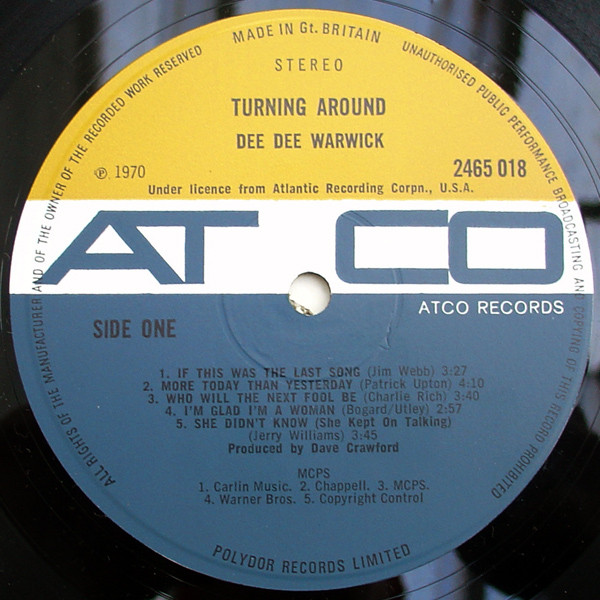 ALL RIGHTS OF THE MANUFACTURER AND OF THE OWNER OF THE RECORDED WORK RESERVED
MADE IN Gt. BRITAIN
UNAUTHORISED PUBLIC PERFORMANCE BROADCASTING AND COPYING OF THIS RECORD PROHIBITED
STEREO
TURNING AROUND
DEE DEE WARWICK
℗ 1970
2465 018
Under licence from Atlantic Recording Corpn., U.S.A.
ATCO
ATCO RECORDS
SIDE ONE
1. IF THIS WAS THE LAST SONG (Jim Webb) 3:27
2. MORE TODAY THAN YESTERDAY (Patrick Upton) 4:10
3. WHO WILL THE NEXT FOOL BE (Charlie Rich) 3:40
4. I'M GLAD I'M A WOMAN (Bogard/Utley) 2:57
5. SHE DIDN'T KNOW (She Kept On Talking)
(Jerry Williams) 3:45
Produced by Dave Crawford
MCPS
1. Carlin Music. 2. Chappell. 3. MCPS.
4. Warner Bros. 5. Copyright Control
POLYDOR RECORDS LIMITED